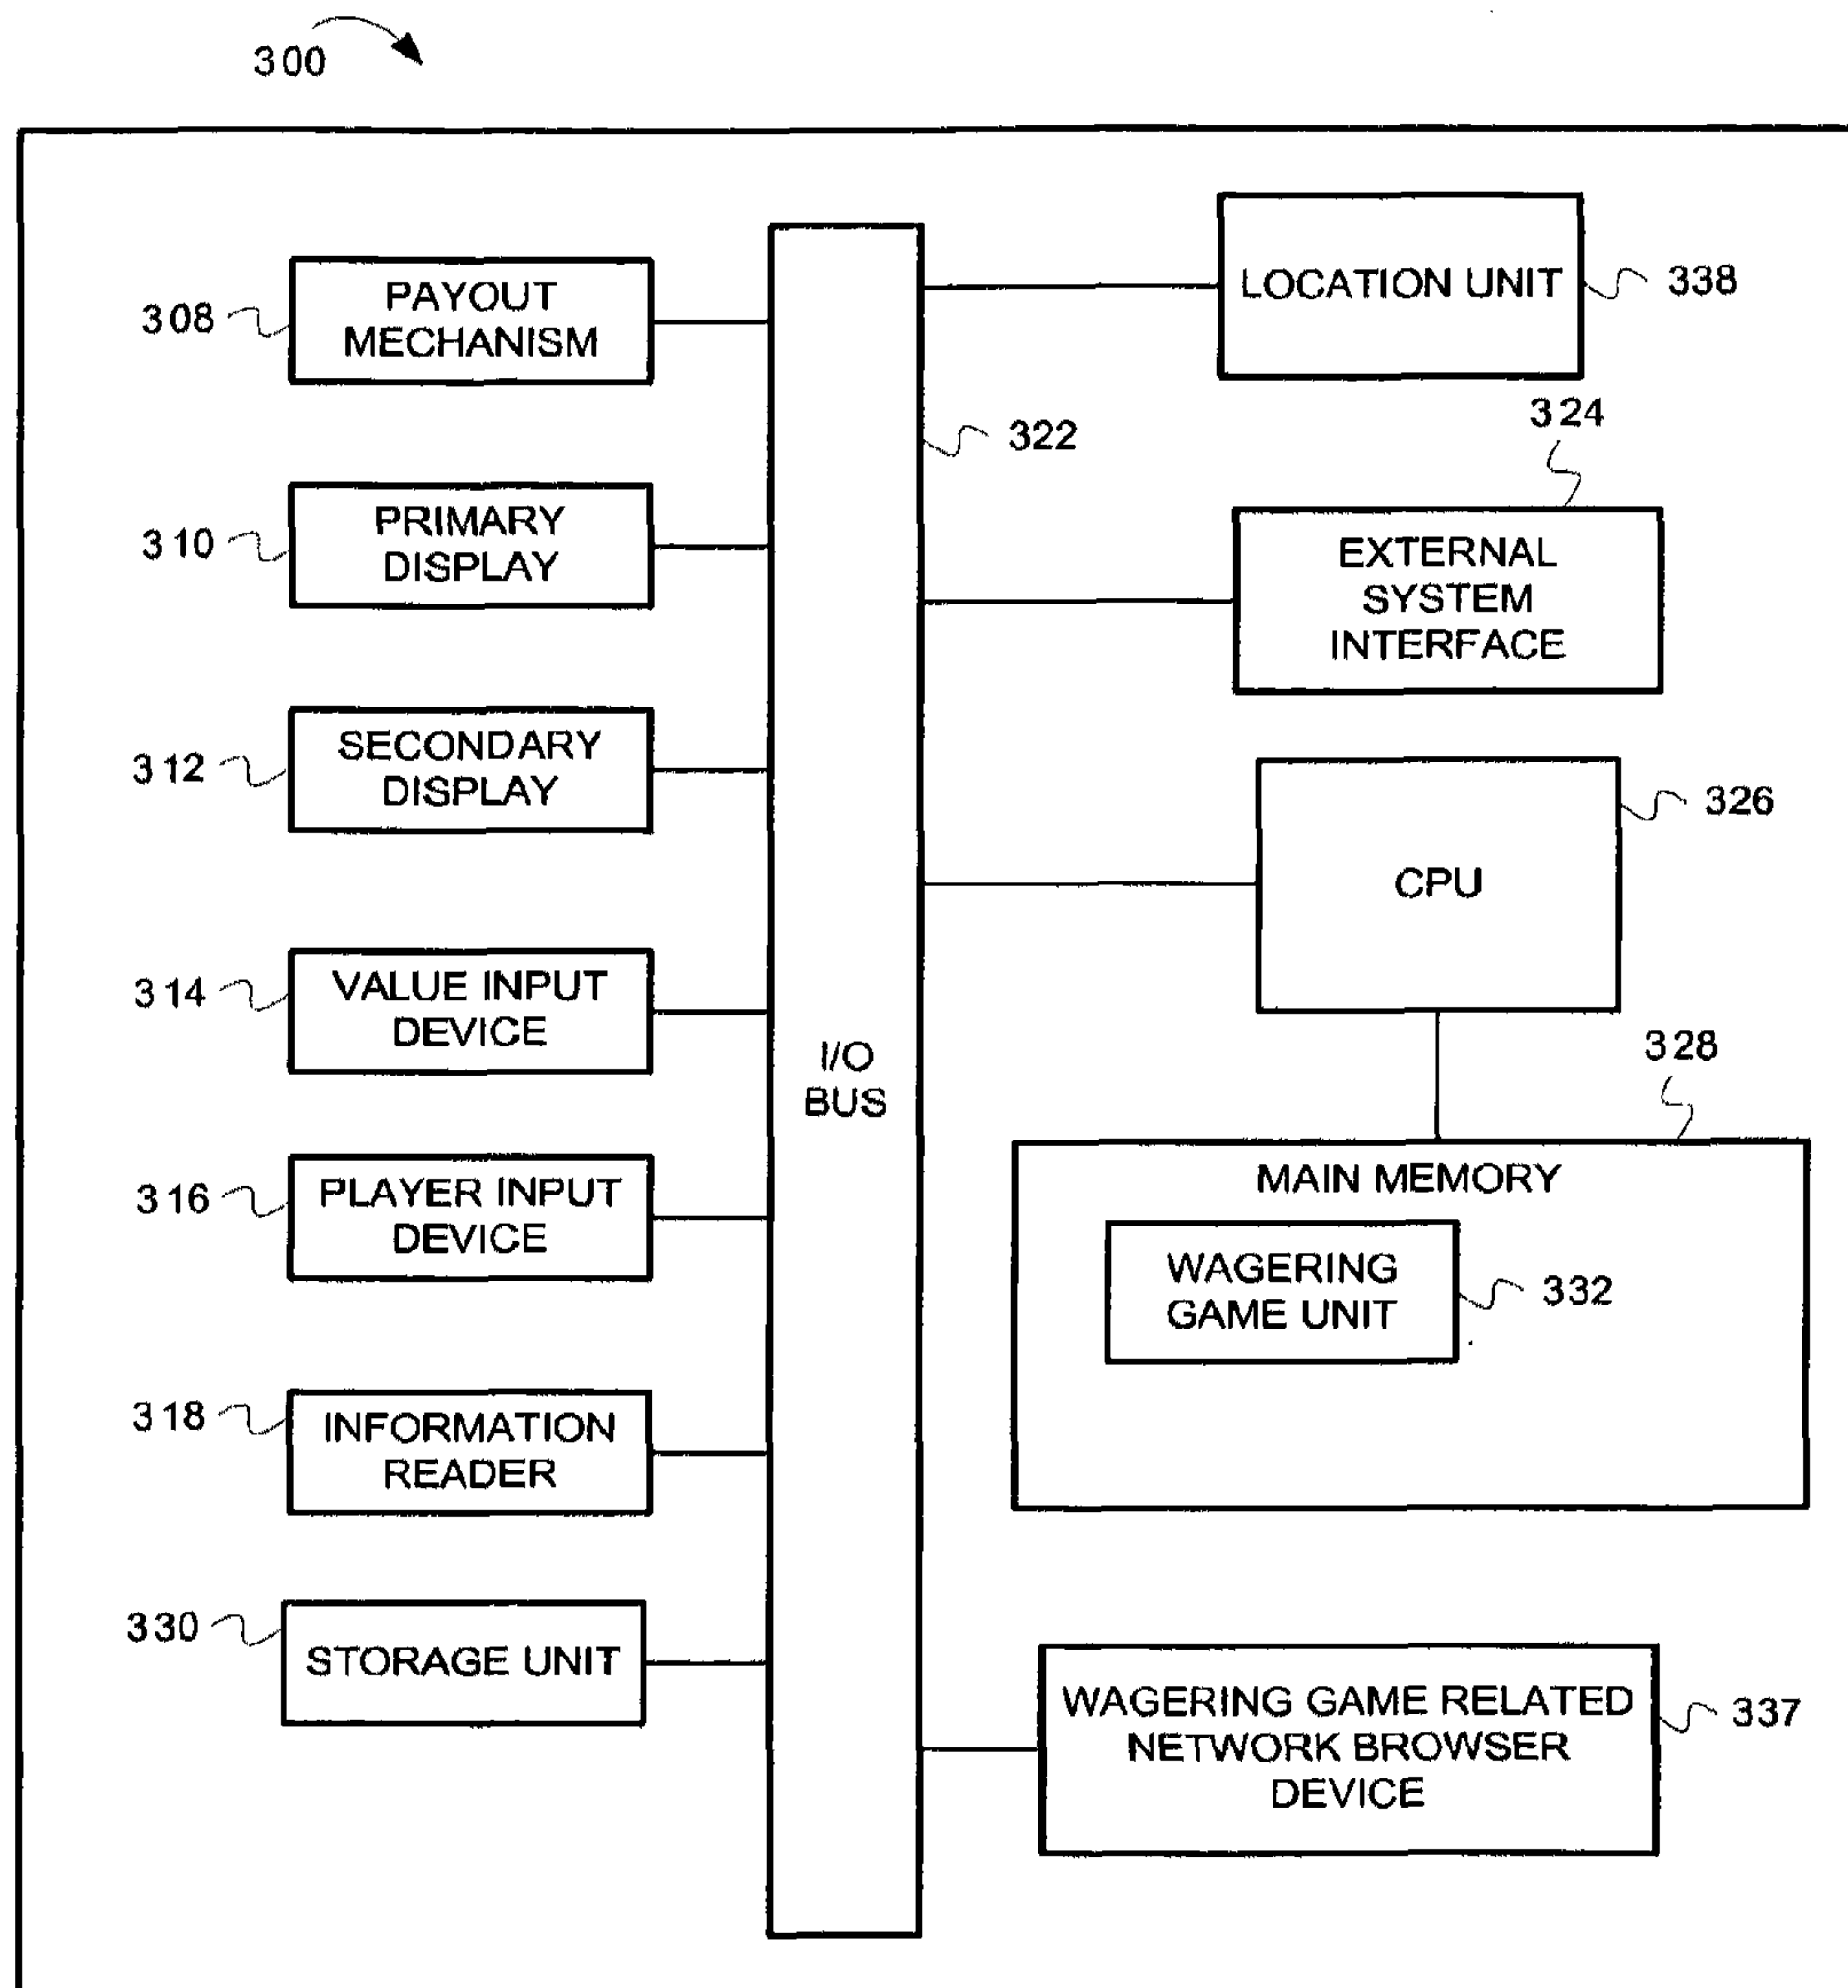 300
308
PAYOUT
MECHANISM
310
PRIMARY
DISPLAY
312
SECONDARY
DISPLAY
314
VALUE INPUT
DEVICE
316
PLAYER INPUT
DEVICE
318
INFORMATION
READER
330
STORAGE UNIT
I/O
BUS
322
LOCATION UNIT
338
324
EXTERNAL
SYSTEM
INTERFACE
326
CPU
328
MAIN MEMORY
WAGERING
GAME UNIT
332
WAGERING GAME RELATED
NETWORK BROWSER
DEVICE
337